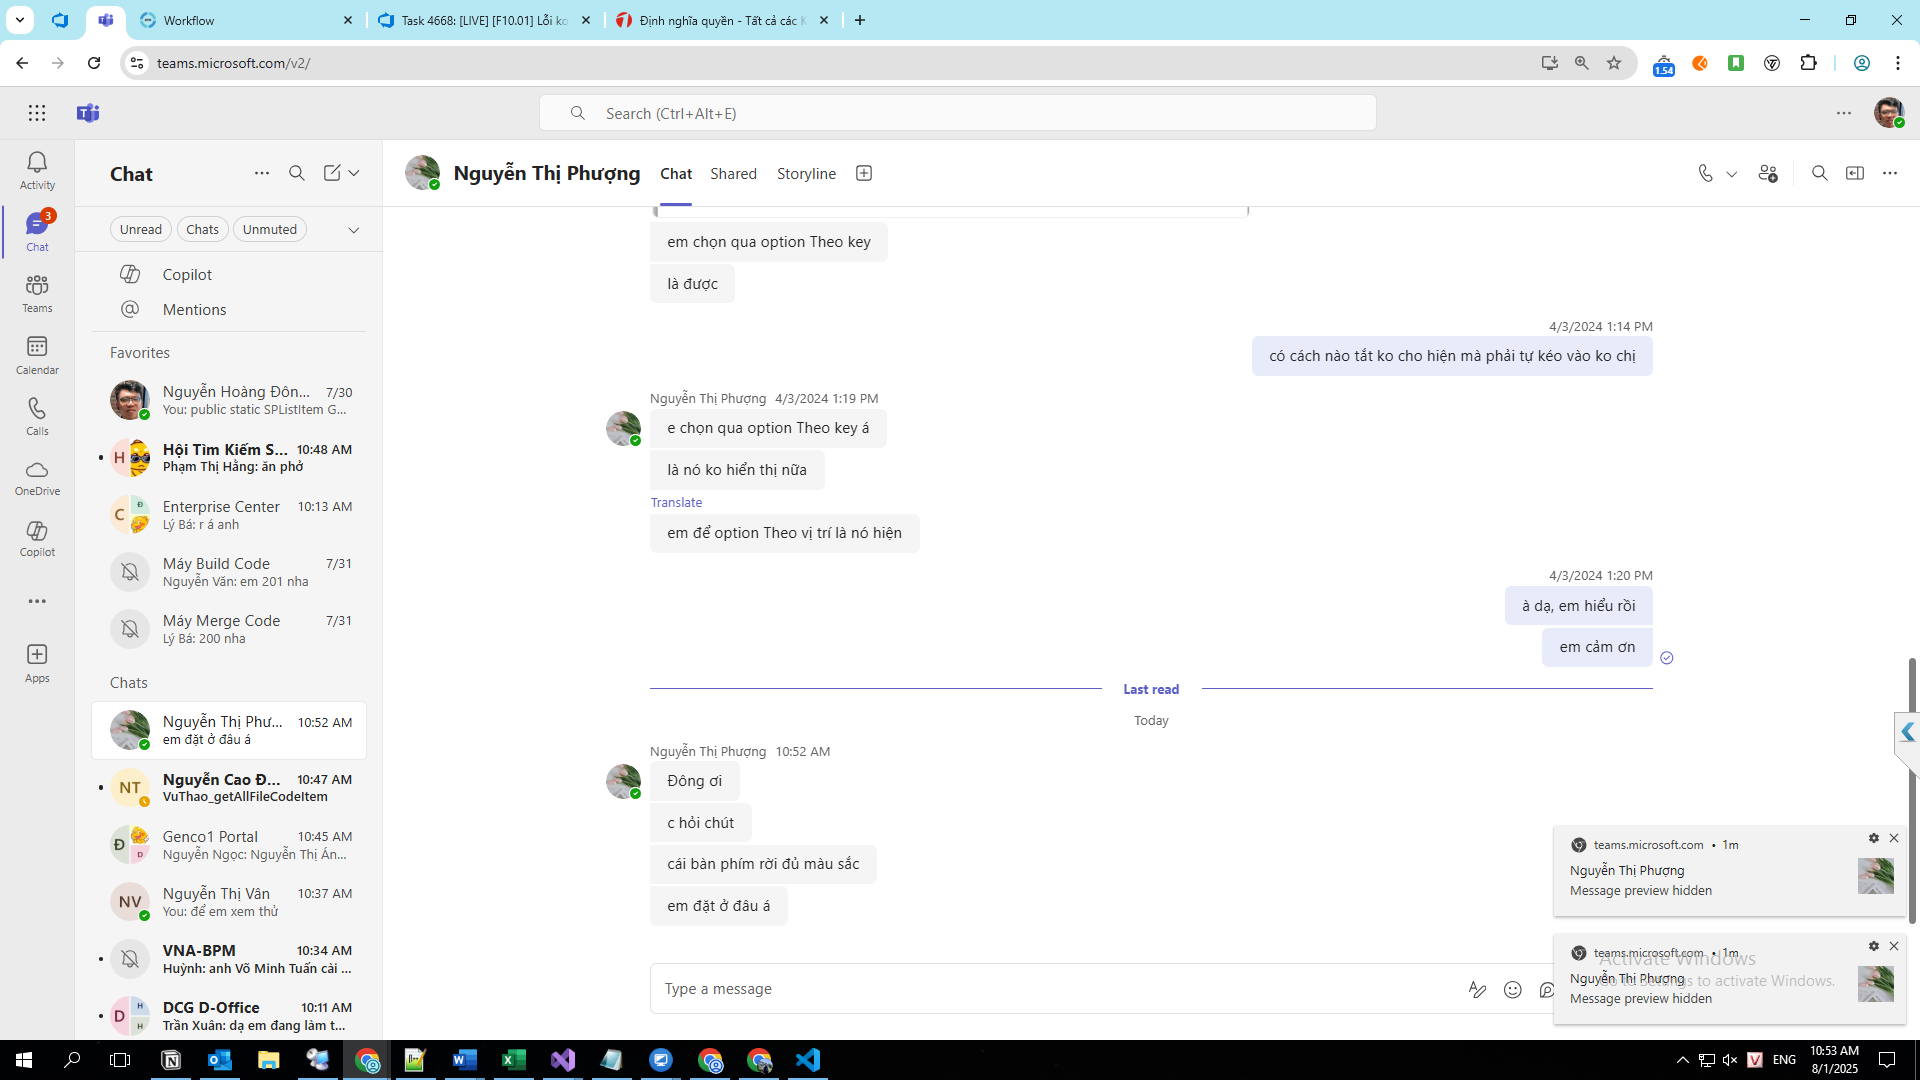 Workflow
Task 4668: [LIVE] [F10.01] Lỗi ko
Định nghĩa quyền - Tất cả các K
teams.microsoft.com/v2/
1.54
Search (Ctrl+Alt+E)
Activity
3
Chat
Teams
Calendar
Calls
OneDrive
Copilot
Apps
Chat
Unread
Chats
Unmuted
Copilot
Mentions
Favorites
Nguyễn Hoàng Đôn... 7/30
You: public static SPListItem G...
Hội Tìm Kiếm S... 10:48 AM
Phạm Thị Hằng: ăn phở
Enterprise Center 10:13 AM
Lý Bá: r á anh
Máy Build Code 7/31
Nguyễn Văn: em 201 nha
Máy Merge Code 7/31
Lý Bá: 200 nha
Chats
Nguyễn Thị Phư... 10:52 AM
em đặt ở đâu á
NT
Nguyễn Cao Đ... 10:47 AM
VuThao_getAllFileCodeItem
Genco1 Portal 10:45 AM
Nguyễn Ngọc: Nguyễn Thị Án...
NV
Nguyễn Thị Vân 10:37 AM
You: để em xem thử
VNA-BPM 10:34 AM
Huỳnh: anh Võ Minh Tuấn cài ...
DCG D-Office 10:11 AM
Trần Xuân: dạ em đang làm t...
Nguyễn Thị Phượng
Chat
Shared
Storyline
em chọn qua option Theo key
là được
4/3/2024 1:14 PM
có cách nào tắt ko cho hiện mà phải tự kéo vào ko chị
Nguyễn Thị Phượng 4/3/2024 1:19 PM
e chọn qua option Theo key á
là nó ko hiển thị nữa
Translate
em để option Theo vị trí là nó hiện
4/3/2024 1:20 PM
à dạ, em hiểu rồi
em cảm ơn
Last read
Today
Nguyễn Thị Phượng 10:52 AM
Đông ơi
c hỏi chút
cái bàn phím rời đủ màu sắc
em đặt ở đâu á
Type a message
teams.microsoft.com • 1m
Nguyễn Thị Phượng
Message preview hidden
teams.microsoft.com • 1m
Nguyễn Thị Phượng
Message preview hidden
Activate Windows
Go to Settings to activate Windows.
ENG
10:53 AM
8/1/2025